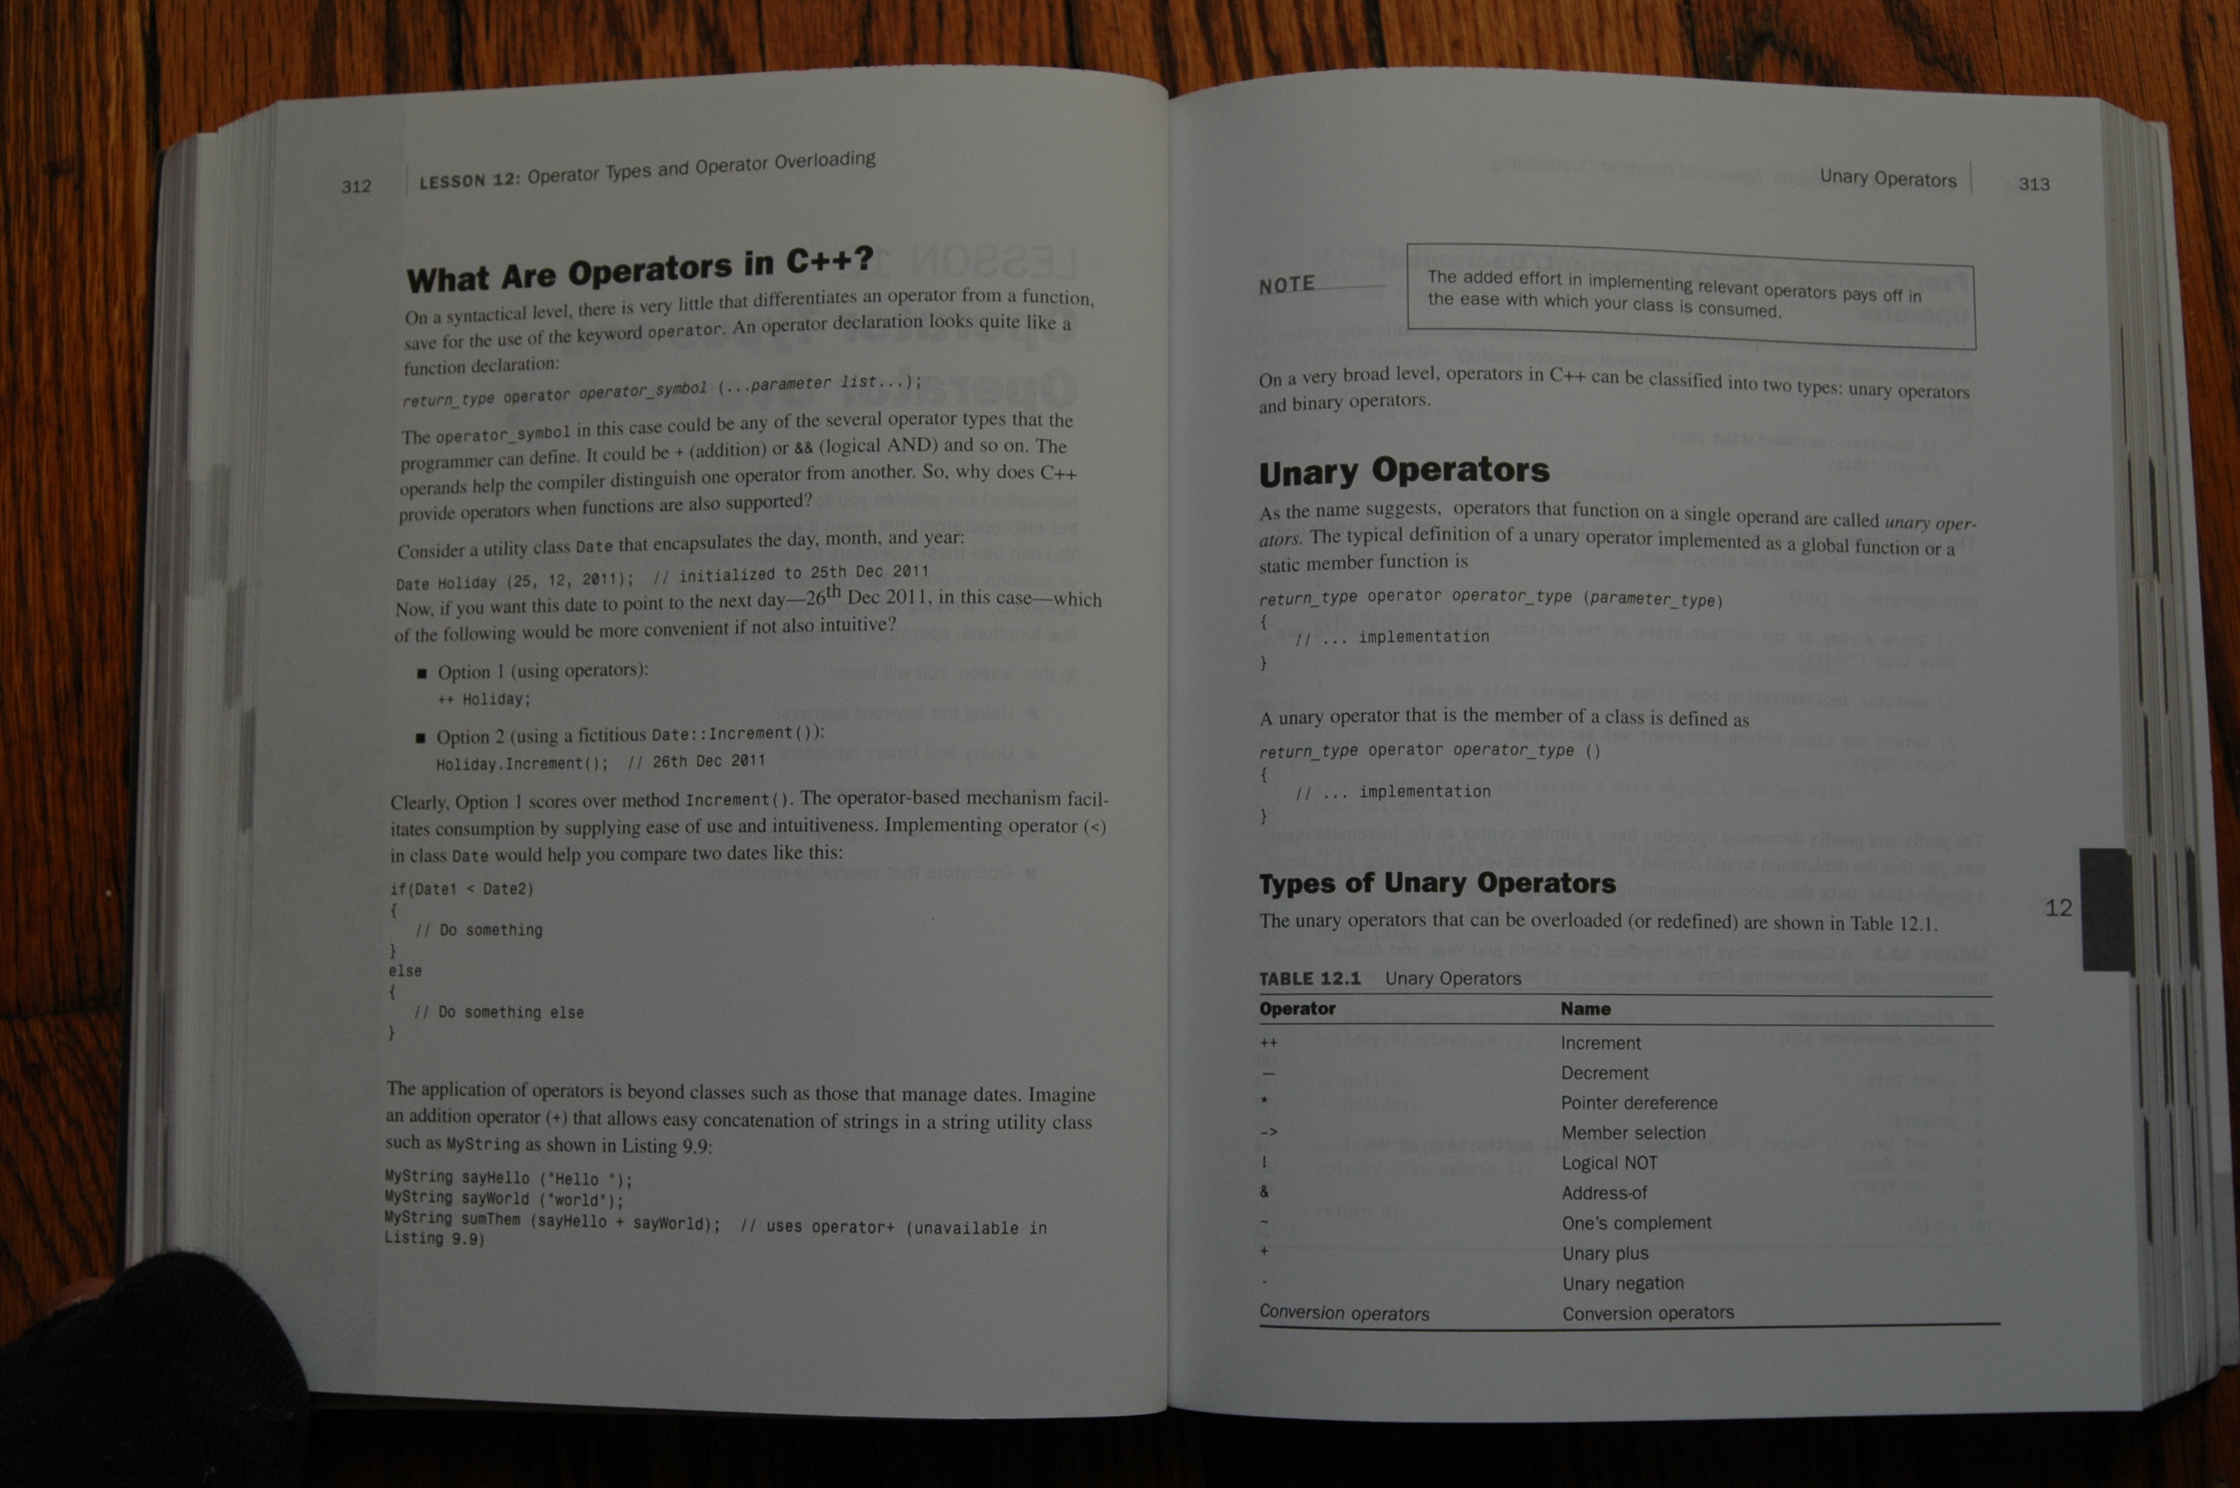 312 LESSON 12: Operator Types and Operator Overloading
What Are Operators in C++?
On a syntactical level, there is very little that differentiates an operator from a function,
save for the use of the keyword operator. An operator declaration looks quite like a
function declaration:
return_type operator operator_symbol (...parameter list...);
The operator_symbol in this case could be any of the several operator types that the
programmer can define. It could be + (addition) or && (logical AND) and so on. The
operands help the compiler distinguish one operator from another. So, why does C++
provide operators when functions are also supported?
Consider a utility class Date that encapsulates the day, month, and year:
Date Holiday (25, 12, 2011); // initialized to 25th Dec 2011
Now, if you want this date to point to the next day—26th Dec 2011, in this case—which
of the following would be more convenient if not also intuitive?
■ Option 1 (using operators):
++ Holiday;
■ Option 2 (using a fictitious Date::Increment()):
Holiday.Increment(); // 26th Dec 2011
Clearly, Option 1 scores over method Increment(). The operator-based mechanism facil-
itates consumption by supplying ease of use and intuitiveness. Implementing operator (<)
in class Date would help you compare two dates like this:
if(Date1 < Date2)
{
// Do something
}
else
{
// Do something else
}
The application of operators is beyond classes such as those that manage dates. Imagine
an addition operator (+) that allows easy concatenation of strings in a string utility class
such as MyString as shown in Listing 9.9:
MyString sayHello ("Hello ");
MyString sayWorld ("world");
MyString sumThem (sayHello + sayWorld); // uses operator+ (unavailable in
Listing 9.9)
Unary Operators 313
NOTE
The added effort in implementing relevant operators pays off in
the ease with which your class is consumed.
On a very broad level, operators in C++ can be classified into two types: unary operators
and binary operators.
Unary Operators
As the name suggests, operators that function on a single operand are called unary oper-
ators. The typical definition of a unary operator implemented as a global function or a
static member function is
return_type operator operator_type (parameter_type)
{
// ... implementation
}
A unary operator that is the member of a class is defined as
return_type operator operator_type ()
{
// ... implementation
}
Types of Unary Operators
12
The unary operators that can be overloaded (or redefined) are shown in Table 12.1.
TABLE 12.1 Unary Operators
Operator Name
++ Increment
— Decrement
* Pointer dereference
-> Member selection
! Logical NOT
& Address-of
~ One's complement
+ Unary plus
- Unary negation
Conversion operators Conversion operators